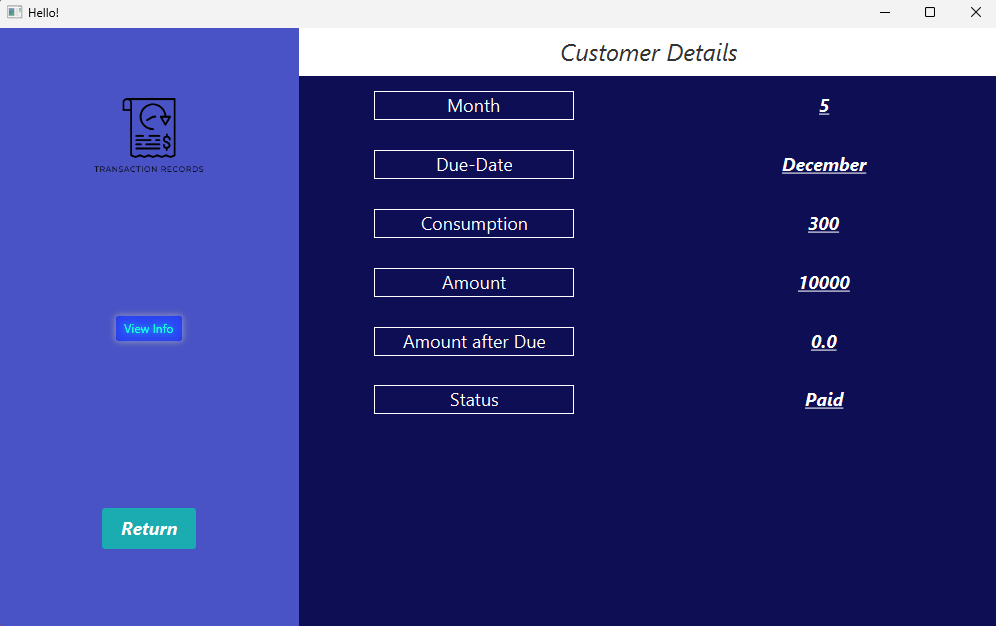 Hello!
Customer Details
TRANSACTION RECORDS
$
View Info
Return
Month 5
Due-Date December
Consumption 300
Amount 10000
Amount after Due 0.0
Status Paid